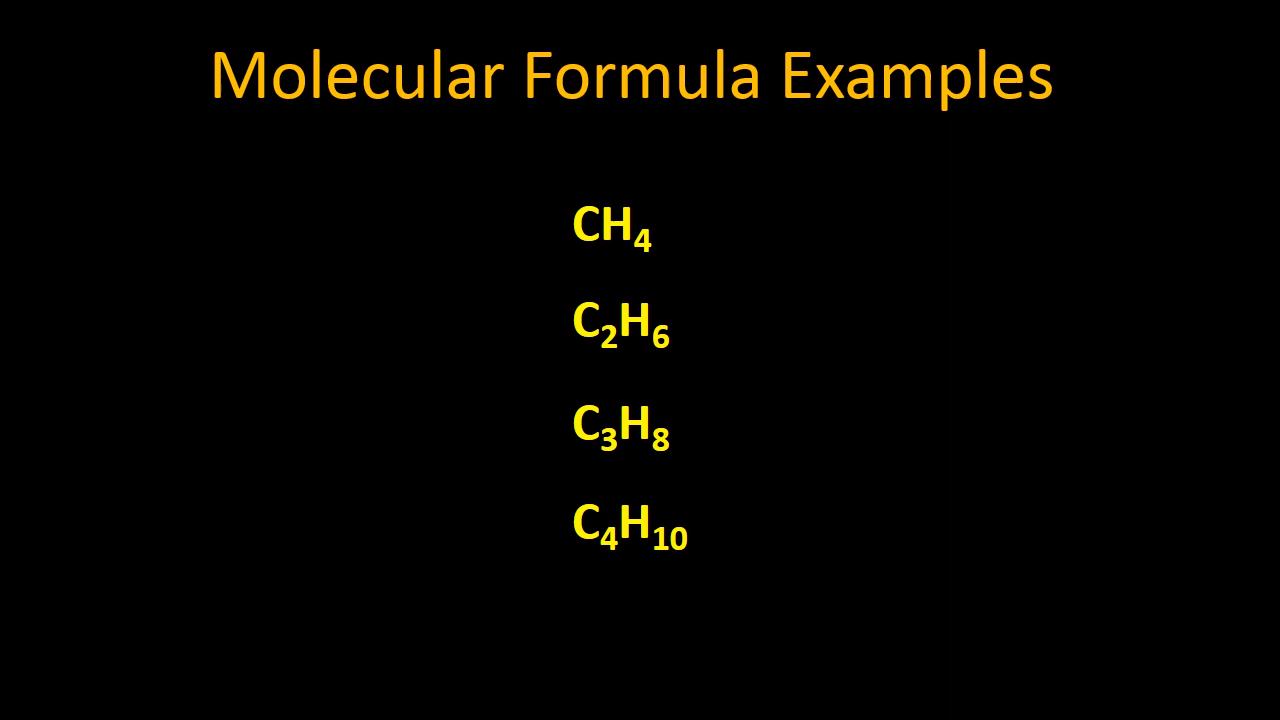 Molecular Formula Examples
CH₄
C₂H₆
C₃H₈
C₄H₁₀